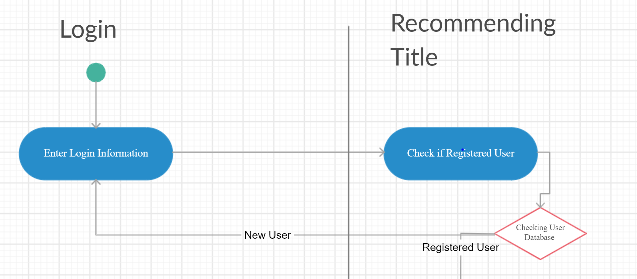 Login
Recommending
Title
Enter Login Information
Check if Registered User
Checking User
Database
New User
Registered User